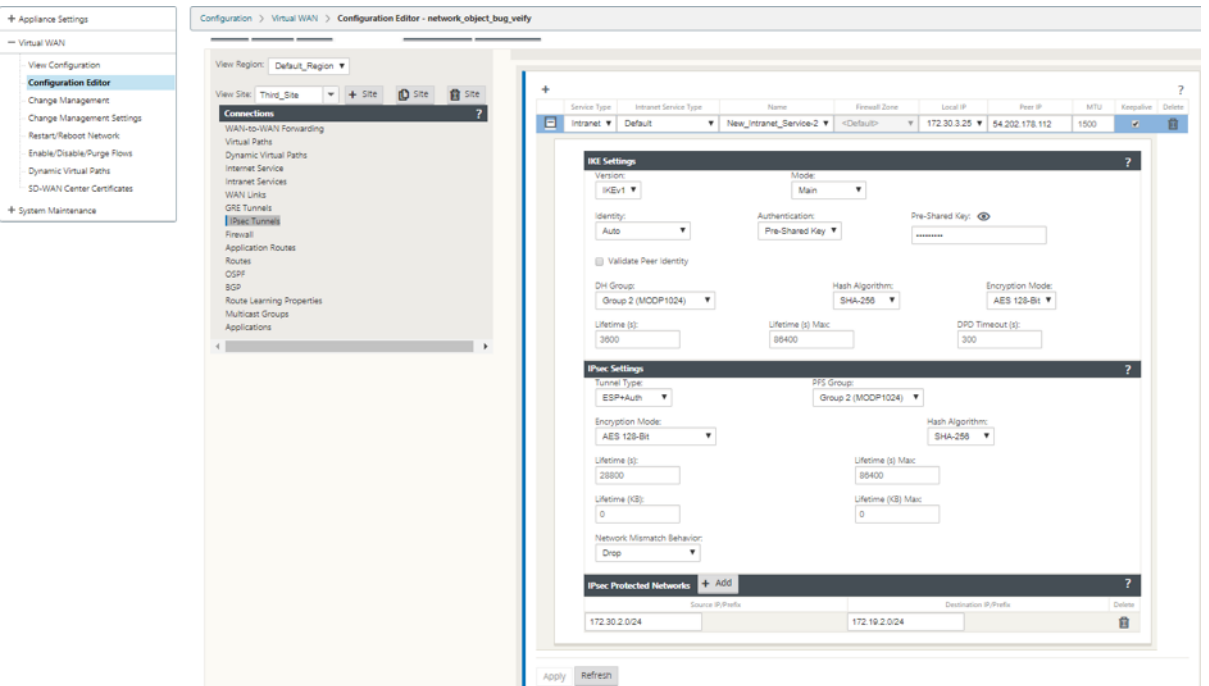 + Appliance Settings
− Virtual WAN
View Configuration
Configuration Editor
Change Management
Change Management Settings
Restart/Reboot Network
Enable/Disable/Purge Flows
Dynamic Virtual Paths
SD-WAN Center Certificates
+ System Maintenance
Configuration > Virtual WAN > Configuration Editor - network_object_bug_veify
View Region: Default_Region
View Site: Third_Site + Site Site Site
Connections ?
WAN-to-WAN Forwarding
Virtual Paths
Dynamic Virtual Paths
Internet Service
Intranet Services
WAN Links
GRE Tunnels
IPsec Tunnels
Firewall
Application Routes
Routes
OSPF
BGP
Route Learning Properties
Multicast Groups
Applications
+ ?
Service Type Intranet Service Type Name Firewall Zone Local IP Peer IP MTU Keepalive Delete
Intranet Default New_Intranet_Service-2 <Default> 172.30.3.25 54.202.178.112 1500
IKE Settings ?
Version: Mode:
IKEv1 Main
Identity: Authentication: Pre-Shared Key:
Auto Pre-Shared Key ·········
Validate Peer Identity
DH Group: Hash Algorithm: Encryption Mode:
Group 2 (MODP1024) SHA-256 AES 128-Bit
Lifetime (s): Lifetime (s) Max: DPD Timeout (s):
3600 86400 300
IPsec Settings ?
Tunnel Type: PFS Group:
ESP+Auth Group 2 (MODP1024)
Encryption Mode: Hash Algorithm:
AES 128-Bit SHA-256
Lifetime (s): Lifetime (s) Max:
28800 86400
Lifetime (KB): Lifetime (KB) Max:
0 0
Network Mismatch Behavior:
Drop
IPsec Protected Networks + Add ?
Source IP/Prefix Destination IP/Prefix Delete
172.30.2.0/24 172.19.2.0/24
Apply Refresh